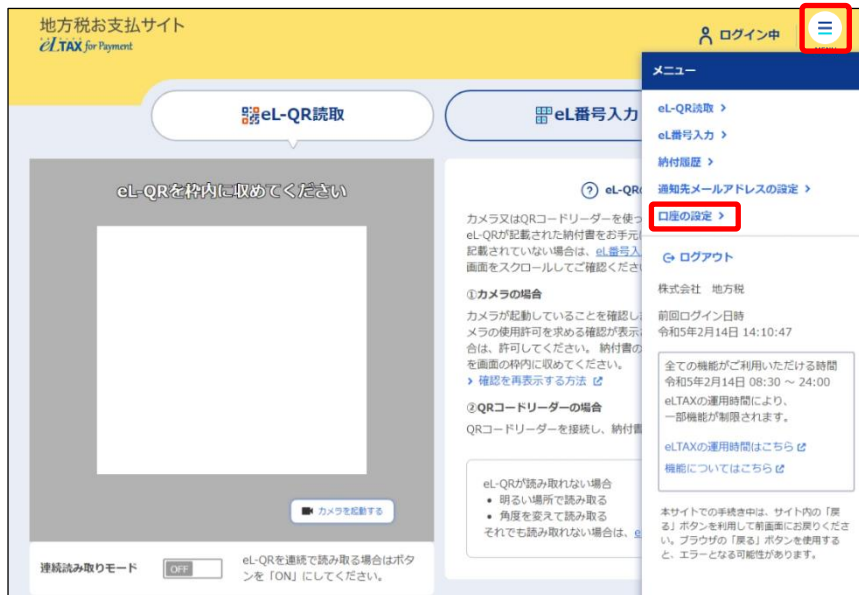 地方税お支払サイト
eLTAX for Payment
ログイン中
メニュー
eL-QR読取
eL番号入力
納付履歴
通知先メールアドレスの設定
口座の設定
ログアウト
株式会社 地方税
前回ログイン日時
令和5年2月14日 14:10:47
全ての機能がご利用いただける時間
令和5年2月14日 08:30 ～ 24:00
eLTAXの運用時間により、
一部機能が制限されます。
eLTAXの運用時間はこちら
機能についてはこちら
本サイトでの手続き中は、サイト内の「戻
る」ボタンを利用して前画面にお戻りくださ
い。ブラウザの「戻る」ボタンを使用する
と、エラーとなる可能性があります。
eL-QR読取
eL番号入力
eL-QRを枠内に収めてください
カメラを起動する
連続読み取りモード
OFF
eL-QRを連続で読み取る場合はボタ
ンを「ON」にしてください。
? eL-QR
カメラ又はQRコードリーダーを使っ
eL-QRが記載された納付書をお手元
記載されていない場合は、eL番号入
画面をスクロールしてご確認くださ
①カメラの場合
カメラが起動していることを確認し
メラの使用許可を求める確認が表示
合は、許可してください。 納付書の
を画面の枠内に収めてください。
確認を再表示する方法
②QRコードリーダーの場合
QRコードリーダーを接続し、納付書
eL-QRが読み取れない場合
• 明るい場所で読み取る
• 角度を変えて読み取る
それでも読み取れない場合は、